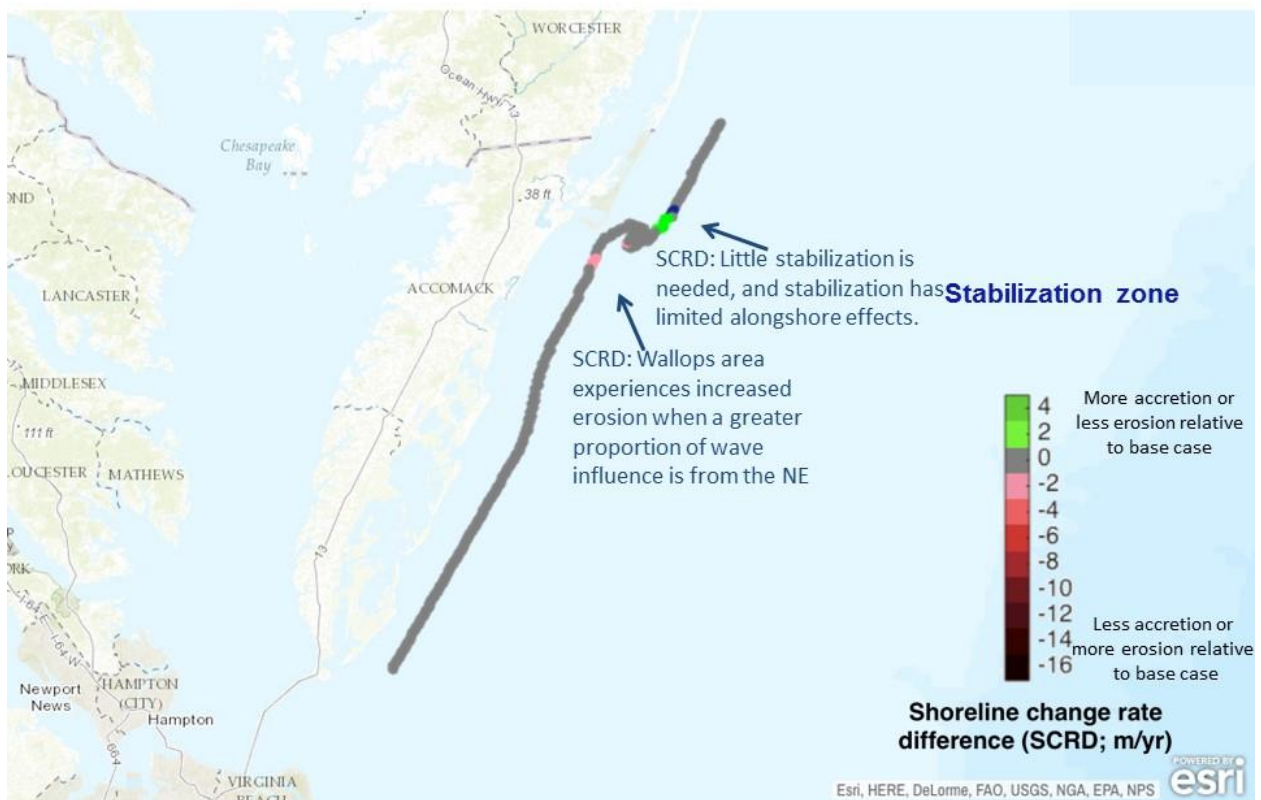 WORCESTER
Ocean Hwy 13
Chesapeake
Bay
OND
38 ft
SCRD: Little stabilization is
needed, and stabilization has
limited alongshore effects.
Stabilization zone
ACCOMACK
LANCASTER
SCRD: Wallops area
experiences increased
erosion when a greater
proportion of wave
influence is from the NE
17
MIDDLESEX
111 ft
OUCESTER
MATHEWS
13
More accretion or
less erosion relative
to base case
4
2
0
-2
-4
-6
-8
-10
-12
-14
-16
Less accretion or
more erosion relative
to base case
ORK
I-64 E
I-64 W
Newport
News
HAMPTON
(CITY)
Hampton
664
VIRGINIA
BEACH
Shoreline change rate
difference (SCRD; m/yr)
POWERED BY
esri
Esri, HERE, DeLorme, FAO, USGS, NGA, EPA, NPS